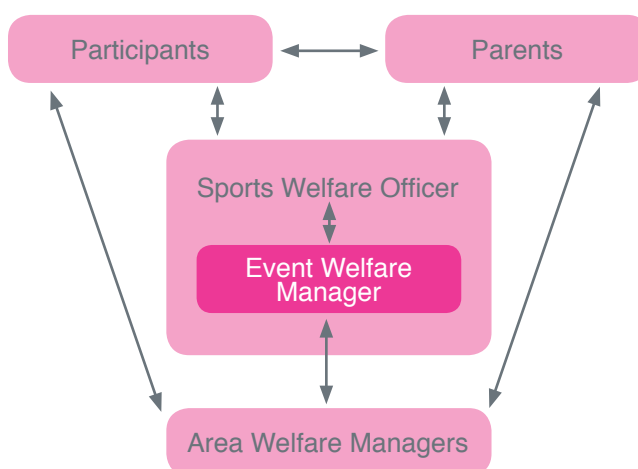 Participants
Parents
Sports Welfare Officer
Event Welfare
Manager
Area Welfare Managers